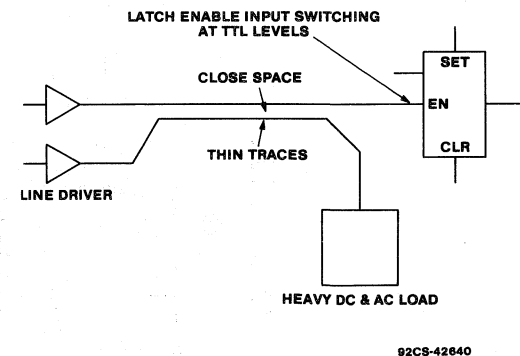 LATCH ENABLE INPUT SWITCHING
AT TTL LEVELS
SET
CLOSE SPACE
EN
CLR
THIN TRACES
LINE DRIVER
HEAVY DC & AC LOAD
92CS-42640